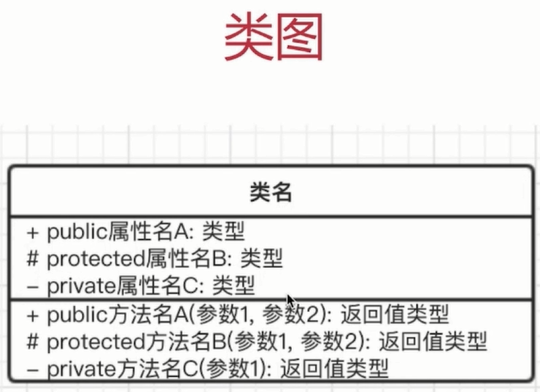 类图
类名
+ public属性名A: 类型
# protected属性名B: 类型
− private属性名C: 类型
+ public方法名A(参数1, 参数2): 返回值类型
# protected方法名B(参数1, 参数2): 返回值类型
− private方法名C(参数1): 返回值类型